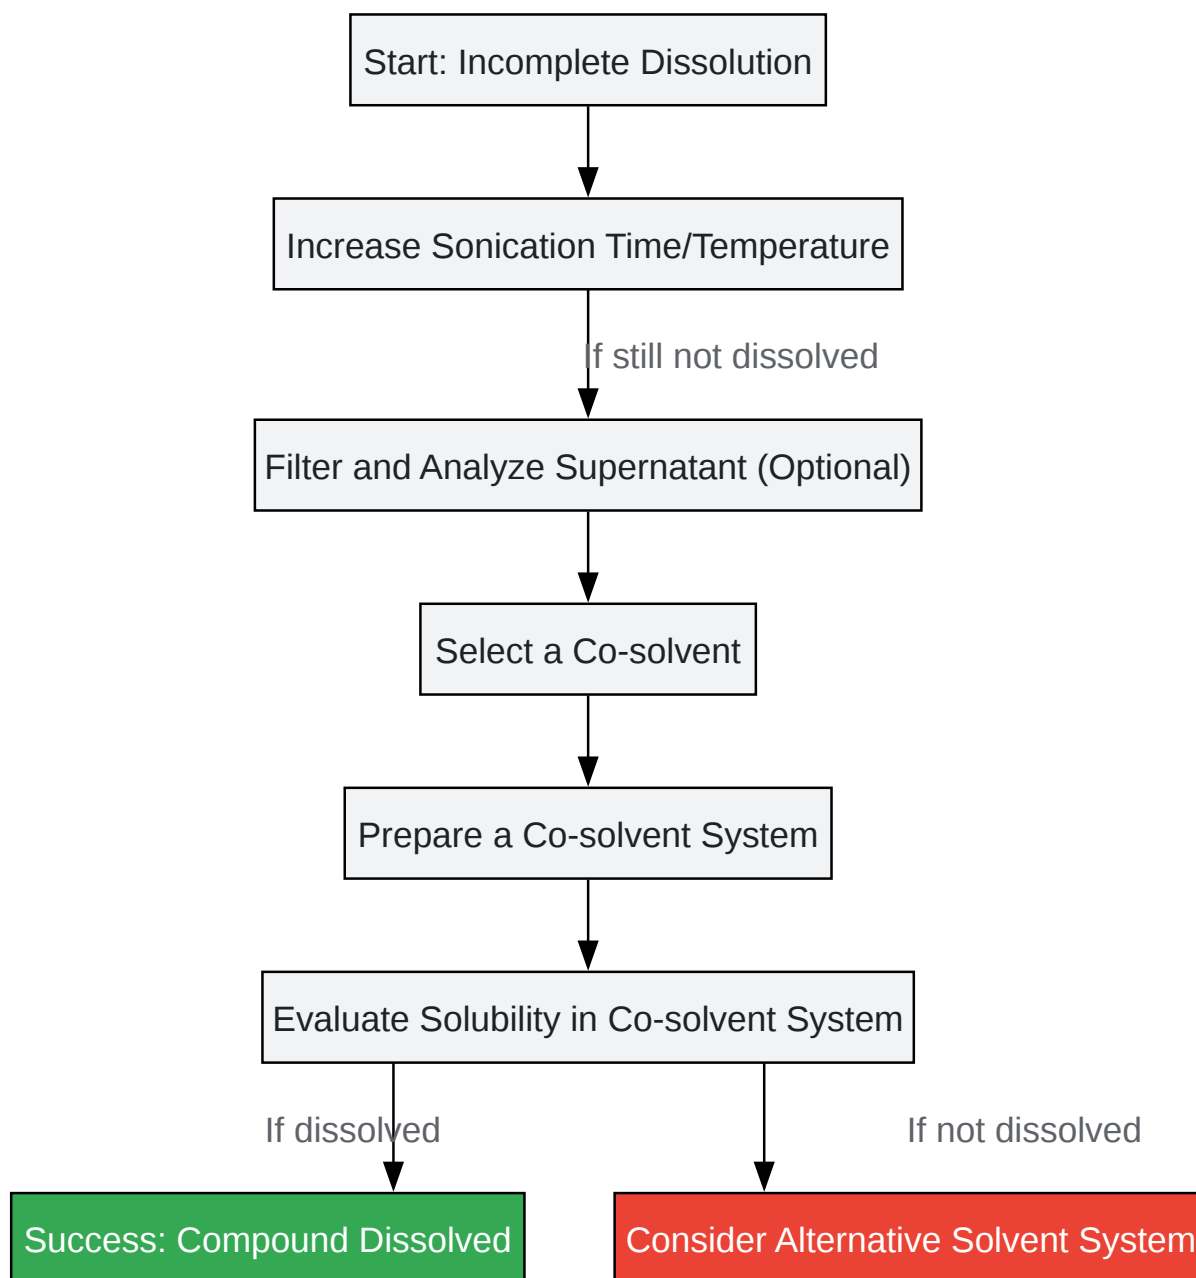 Start: Incomplete Dissolution
Increase Sonication Time/Temperature
If still not dissolved
Filter and Analyze Supernatant (Optional)
Select a Co-solvent
Prepare a Co-solvent System
Evaluate Solubility in Co-solvent System
If dissolved
If not dissolved
Success: Compound Dissolved
Consider Alternative Solvent System